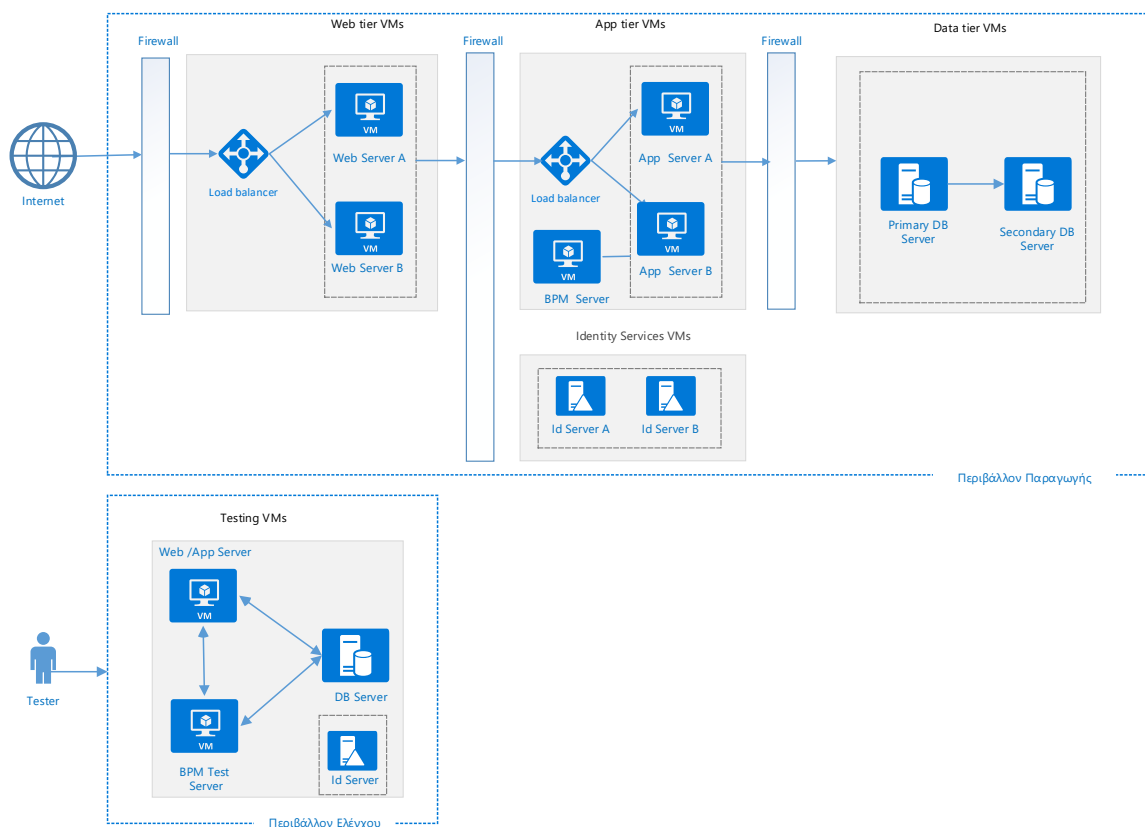 Web tier VMs
App tier VMs
Data tier VMs
Firewall
Firewall
Firewall
VM
Web Server A
VM
Web Server B
Load balancer
Internet
VM
App Server A
VM
App Server B
Load balancer
VM
BPM Server
Primary DB
Server
Secondary DB
Server
Identity Services VMs
Id Server A
Id Server B
Περιβάλλον Παραγωγής
Testing VMs
Web /App Server
VM
DB Server
VM
BPM Test
Server
Id Server
Tester
Περιβάλλον Ελέγχου